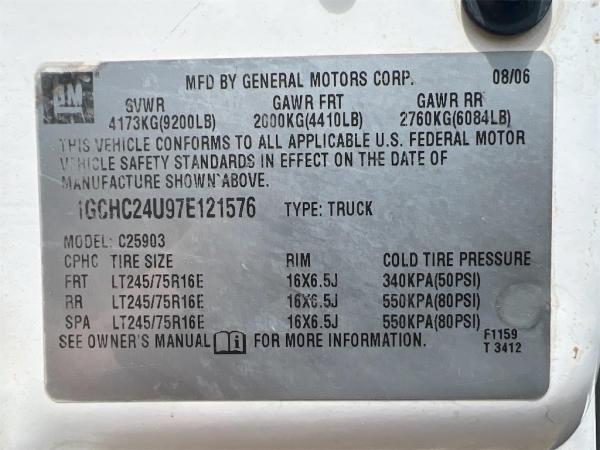 GM
MFD BY GENERAL MOTORS CORP. 08/06
GVWR GAWR FRT GAWR RR
4173KG(9200LB) 2000KG(4410LB) 2760KG(6084LB)
THIS VEHICLE CONFORMS TO ALL APPLICABLE U.S. FEDERAL MOTOR
VEHICLE SAFETY STANDARDS IN EFFECT ON THE DATE OF
MANUFACTURE SHOWN ABOVE.
1GCHC24U97E121576 TYPE: TRUCK
MODEL: C25903
CPHC TIRE SIZE RIM COLD TIRE PRESSURE
FRT LT245/75R16E 16X6.5J 340KPA(50PSI)
RR LT245/75R16E 16X6.5J 550KPA(80PSI)
SPA LT245/75R16E 16X6.5J 550KPA(80PSI)
SEE OWNER'S MANUAL i FOR MORE INFORMATION.
F1159
T 3412